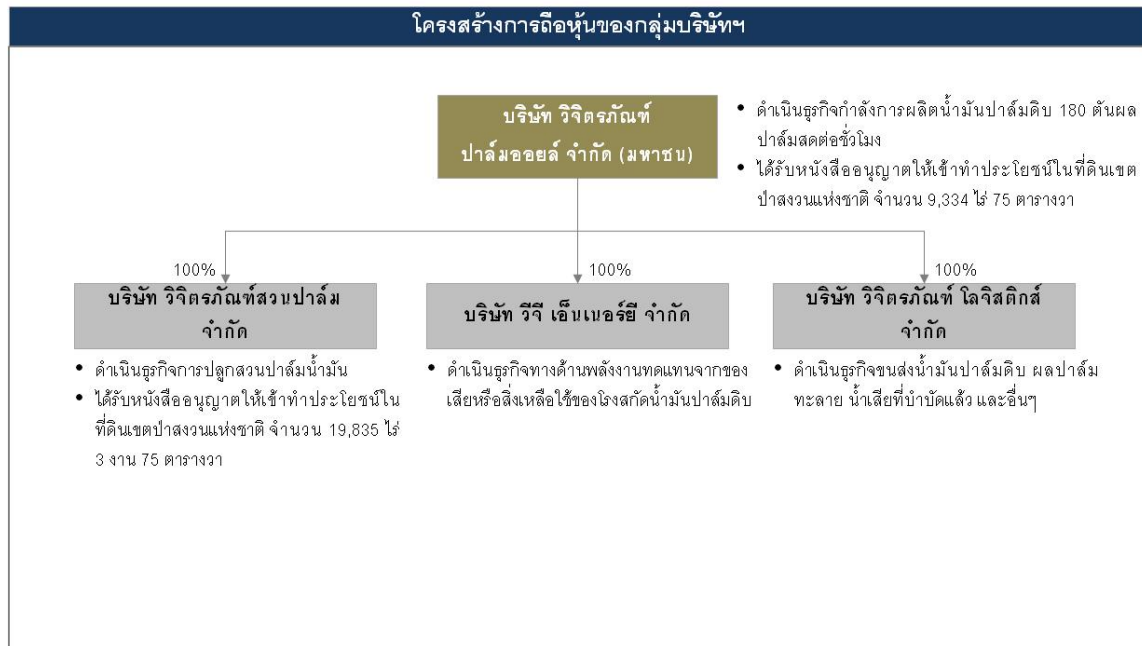 โครงสร้างการถือหุ้นของกลุ่มบริษัทฯ
บริษัท วิจิตรภัณฑ์
ปาล์มออยล์ จำกัด (มหาชน)
• ดำเนินธุรกิจกำลังการผลิตน้ำมันปาล์มดิบ 180 ตันผล
ปาล์มสดต่อชั่วโมง
• ได้รับหนังสืออนุญาตให้เข้าทำประโยชน์ในที่ดินเขต
ป่าสงวนแห่งชาติ จำนวน 9,334 ไร่ 75 ตารางวา
100%
บริษัท วิจิตรภัณฑ์สวนปาล์ม
จำกัด
• ดำเนินธุรกิจการปลูกสวนปาล์มน้ำมัน
• ได้รับหนังสืออนุญาตให้เข้าทำประโยชน์ใน
ที่ดินเขตป่าสงวนแห่งชาติ จำนวน 19,835 ไร่
3 งาน 75 ตารางวา
100%
บริษัท วีจี เอ็นเนอร์ยี จำกัด
• ดำเนินธุรกิจทางด้านพลังงานทดแทนจากของ
เสียหรือสิ่งเหลือใช้ของโรงสกัดน้ำมันปาล์มดิบ
100%
บริษัท วิจิตรภัณฑ์ โลจิสติกส์
จำกัด
• ดำเนินธุรกิจขนส่งน้ำมันปาล์มดิบ ผลปาล์ม
ทะลาย น้ำเสียที่บำบัดแล้ว และอื่นๆ